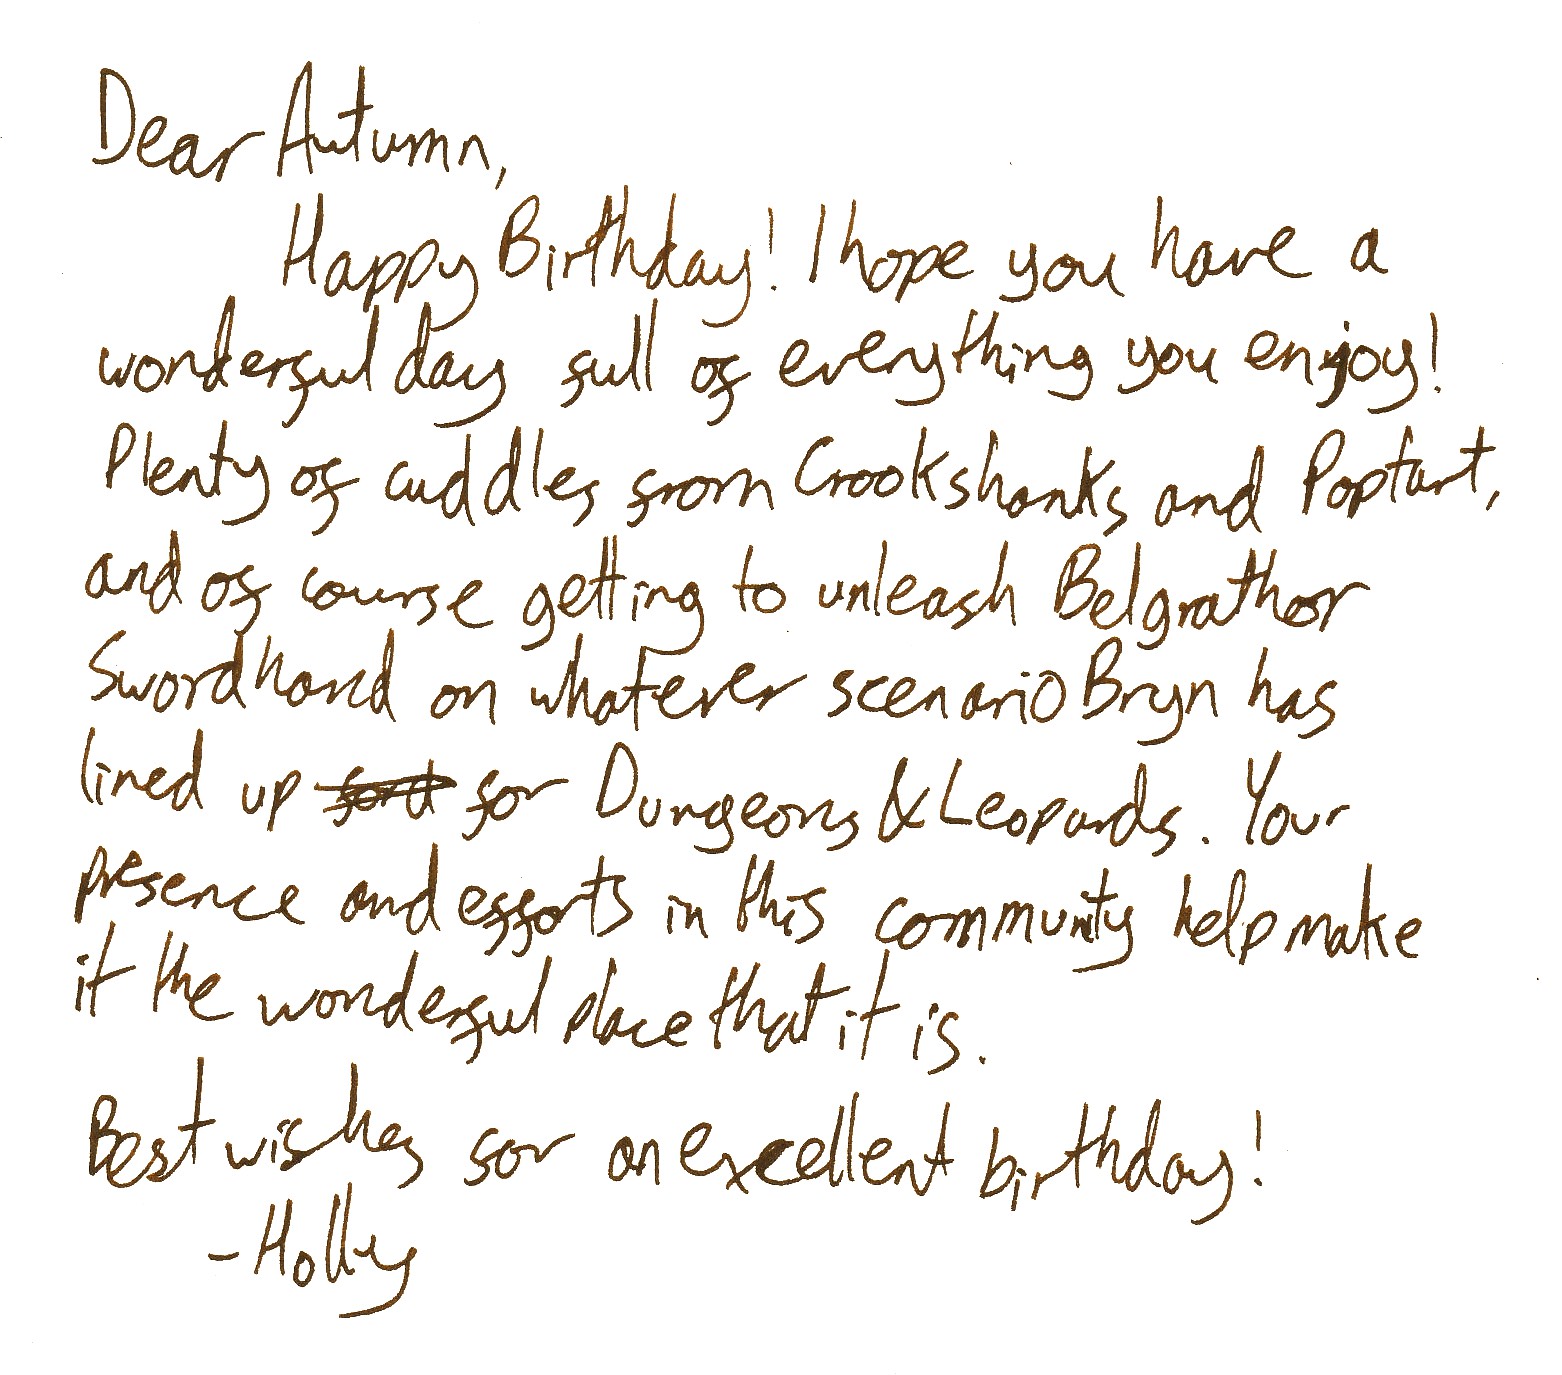 Dear Autumn,
Happy Birthday! I hope you have a
wonderful day full of everything you enjoy!
Plenty of cuddles from Crookshanks and Poptart,
and of course getting to unleash Belgrathor
Swordhand on whatever scenario Bryn has
lined up for Dungeons & Leopards. Your
presence and efforts in this community help make
it the wonderful place that it is.
Best wishes for an excellent birthday!
-Holly